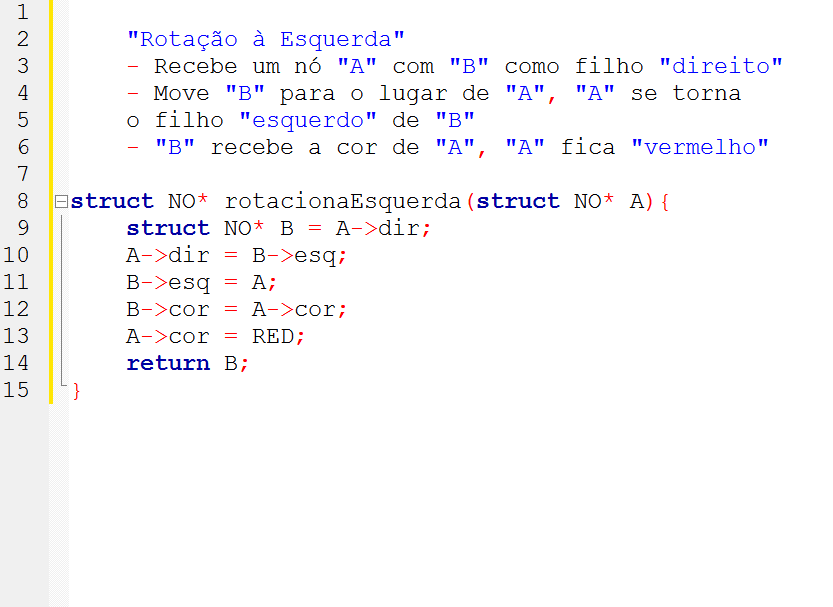 1
2 "Rotação à Esquerda"
3 - Recebe um nó "A" com "B" como filho "direito"
4 - Move "B" para o lugar de "A", "A" se torna
5 o filho "esquerdo" de "B"
6 - "B" recebe a cor de "A", "A" fica "vermelho"
7
8 struct NO* rotacionaEsquerda(struct NO* A){
9 struct NO* B = A->dir;
10 A->dir = B->esq;
11 B->esq = A;
12 B->cor = A->cor;
13 A->cor = RED;
14 return B;
15 }